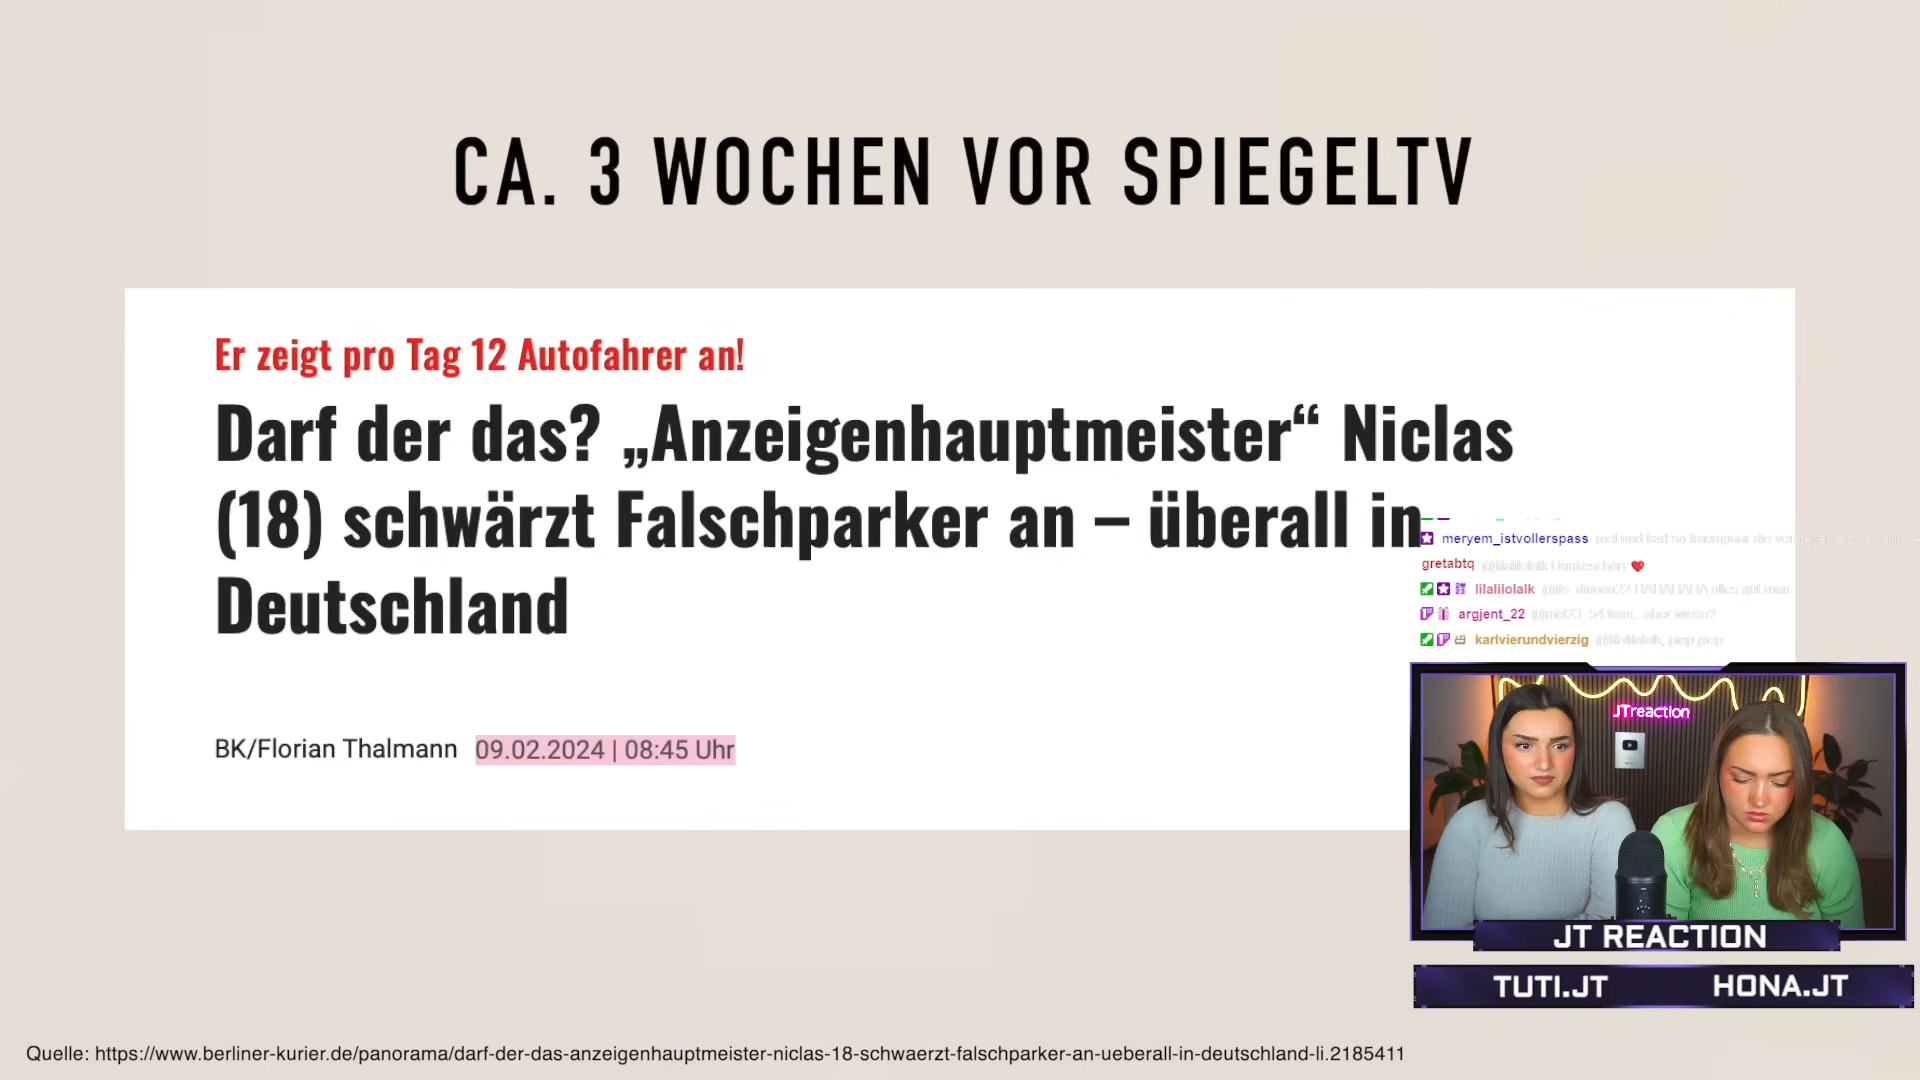 CA. 3 WOCHEN VOR SPIEGELTV
Er zeigt pro Tag 12 Autofahrer an!
Darf der das? „Anzeigenhauptmeister“ Niclas
(18) schwärzt Falschparker an – überall in
Deutschland
BK/Florian Thalmann 09.02.2024 | 08:45 Uhr
meryem_istvollerspass
gretabtq
lilalilolalk
argjent_22
karlvierundvierzig
JTreaction
JT REACTION
TUTI.JT HONA.JT
Quelle: https://www.berliner-kurier.de/panorama/darf-der-das-anzeigenhauptmeister-niclas-18-schwaerzt-falschparker-an-ueberall-in-deutschland-li.2185411